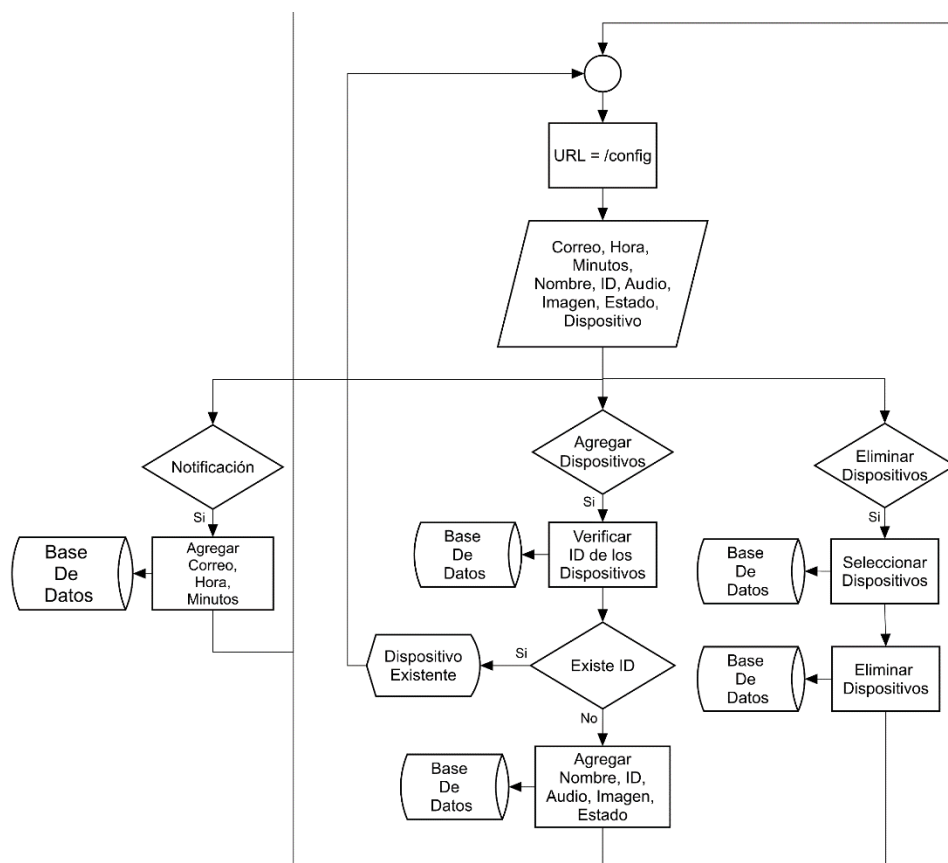 URL = /config
Correo, Hora,
Minutos,
Nombre, ID, Audio,
Imagen, Estado,
Dispositivo
Notificación
Si
Base
De
Datos
Agregar
Correo,
Hora,
Minutos
Agregar
Dispositivos
Si
Base
De
Datos
Verificar
ID de los
Dispositivos
Dispositivo
Existente
Si
Existe ID
No
Base
De
Datos
Agregar
Nombre, ID,
Audio, Imagen,
Estado
Eliminar
Dispositivos
Si
Base
De
Datos
Seleccionar
Dispositivos
Base
De
Datos
Eliminar
Dispositivos